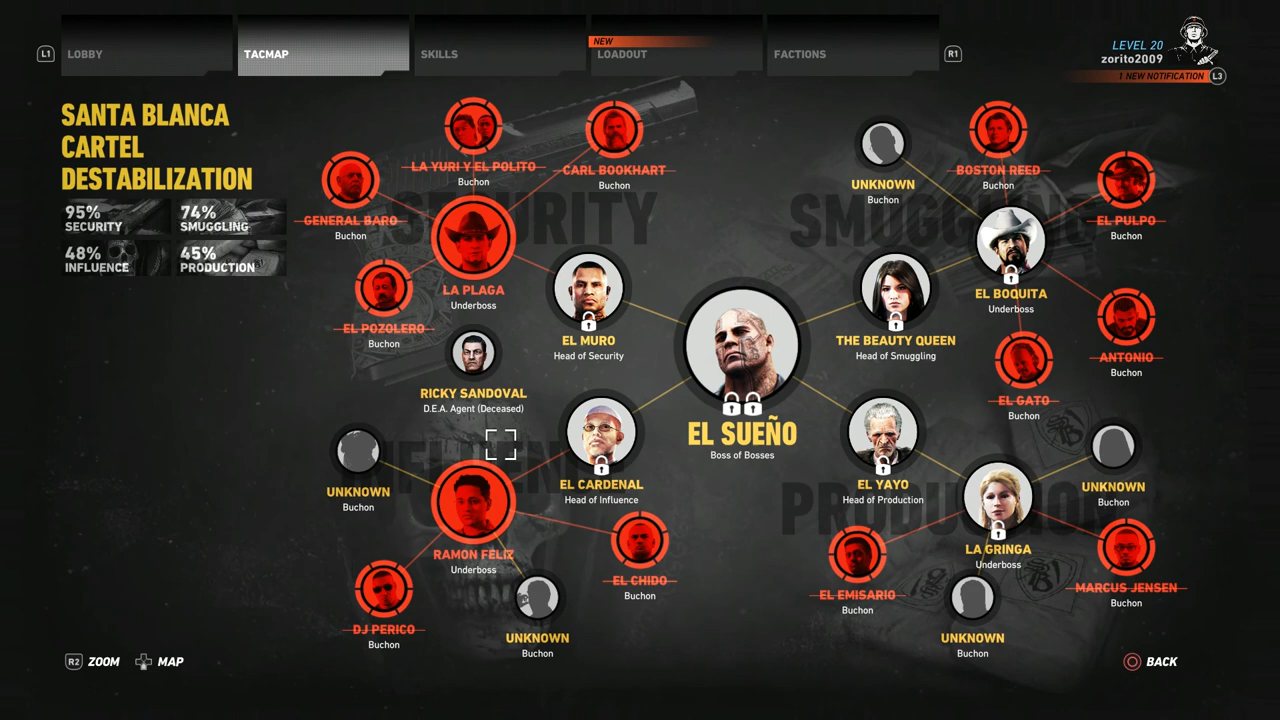 L1
LOBBY
TACMAP
SKILLS
NEW
LOADOUT
FACTIONS
R1
LEVEL 20
zorito2009
1 NEW NOTIFICATION
L3
SANTA BLANCA
CARTEL
DESTABILIZATION
95%
SECURITY
74%
SMUGGLING
48%
INFLUENCE
45%
PRODUCTION
SECURITY
SMUGGLING
INFLUENCE
PRODUCTION
LA YURI Y EL POLITO
Buchon
CARL BOOKHART
Buchon
GENERAL BARO
Buchon
LA PLAGA
Underboss
EL POZOLERO
Buchon
EL MURO
Head of Security
RICKY SANDOVAL
D.E.A. Agent (Deceased)
UNKNOWN
Buchon
BOSTON REED
Buchon
EL PULPO
Buchon
EL BOQUITA
Underboss
THE BEAUTY QUEEN
Head of Smuggling
ANTONIO
Buchon
EL GATO
Buchon
EL SUEÑO
Boss of Bosses
UNKNOWN
Buchon
EL CARDENAL
Head of Influence
RAMON FELIZ
Underboss
EL CHIDO
Buchon
DJ PERICO
Buchon
UNKNOWN
Buchon
EL YAYO
Head of Production
UNKNOWN
Buchon
LA GRINGA
Underboss
EL EMISARIO
Buchon
MARCUS JENSEN
Buchon
UNKNOWN
Buchon
R2
ZOOM
MAP
BACK